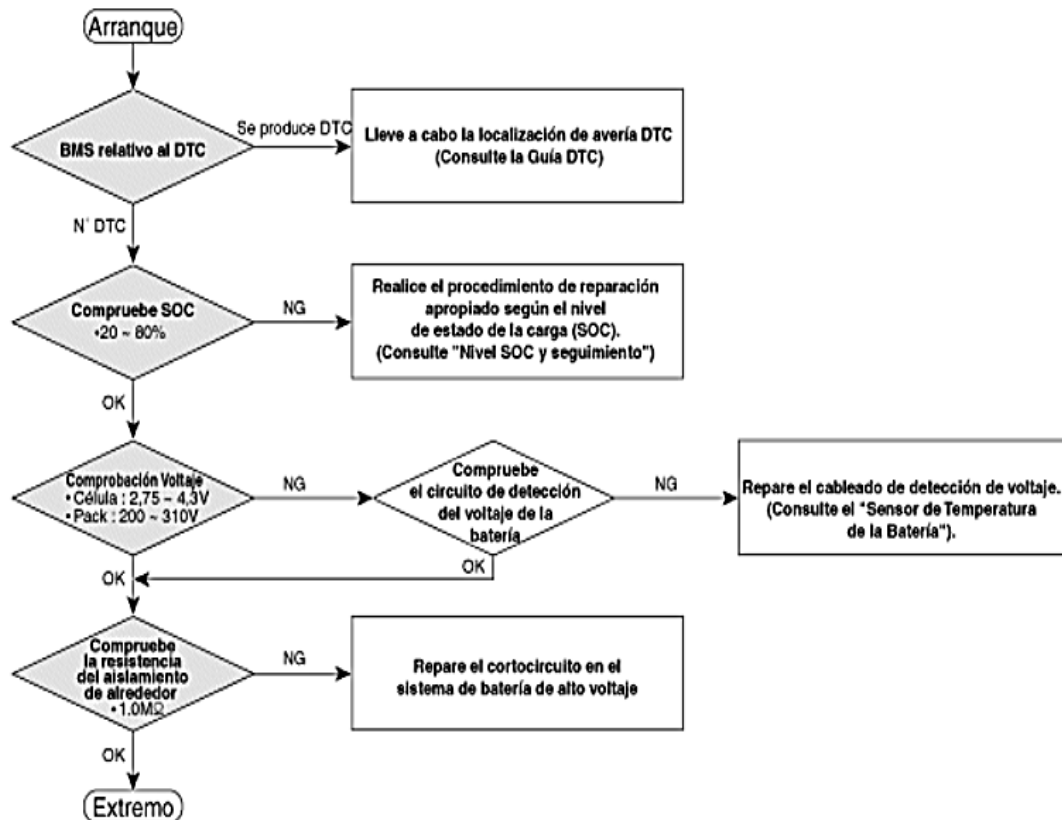 Arranque
BMS relativo al DTC
Se produce DTC
Lleve a cabo la localización de avería DTC
(Consulte la Guía DTC)
N° DTC
Compruebe SOC
•20 ~ 80%
NG
Realice el procedimiento de reparación
apropiado según el nivel
de estado de la carga (SOC).
(Consulte "Nivel SOC y seguimiento")
OK
Comprobación Voltaje
• Célula : 2,75 ~ 4,3V
• Pack : 200 ~ 310V
NG
Compruebe
el circuito de detección
del voltaje de la
batería
NG
Repare el cableado de detección de voltaje.
(Consulte el "Sensor de Temperatura
de la Batería").
OK
OK
Compruebe
la resistencia
del aislamiento
de alrededor
•1.0MΩ
NG
Repare el cortocircuito en el
sistema de batería de alto voltaje
OK
Extremo